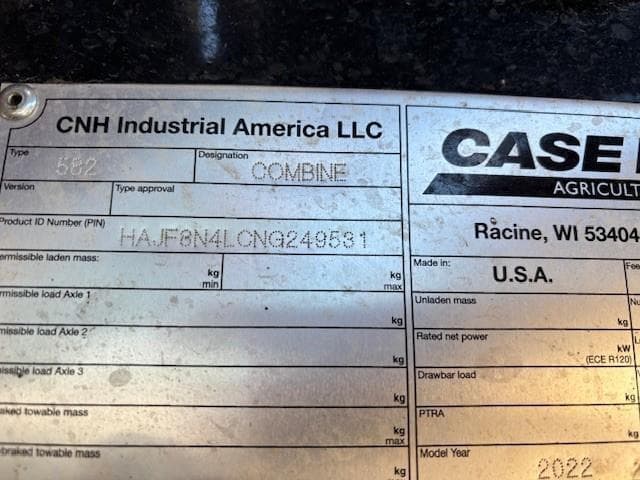 CNH Industrial America LLC
CASE
AGRICULT
Type
582
Designation
COMBINE
Version
Type approval
Product ID Number (PIN)
HAJF8N4LCNG249531
Racine, WI 53404
ermissible laden mass:
kg
min
kg
max
Made in:
U.S.A.
Fee
rmissible load Axle 1
kg
Unladen mass
kg
Nu
missible load Axle 2
kg
Rated net power
kW
(ECE R120)
issible load Axle 3
kg
Drawbar load
kg
aked towable mass
kg
max
PTRA
kg
braked towable mass
kg
Model Year
2022